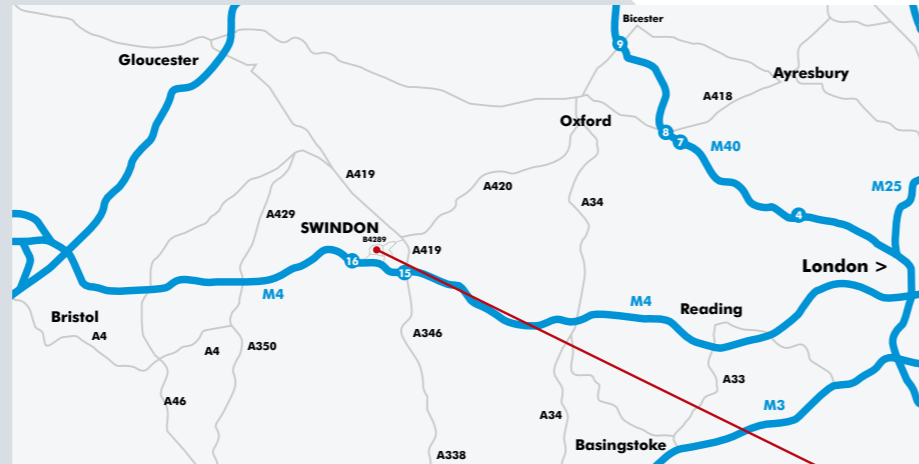 Bicester
9
Gloucester
Ayresbury
A418
Oxford
8
7
M40
A419
A420
M25
A34
A429
4
SWINDON
B4289
A419
16
15
London >
M4
M4
Reading
Bristol
A4
A4
A350
A346
A33
A46
M3
A34
Basingstoke
A338